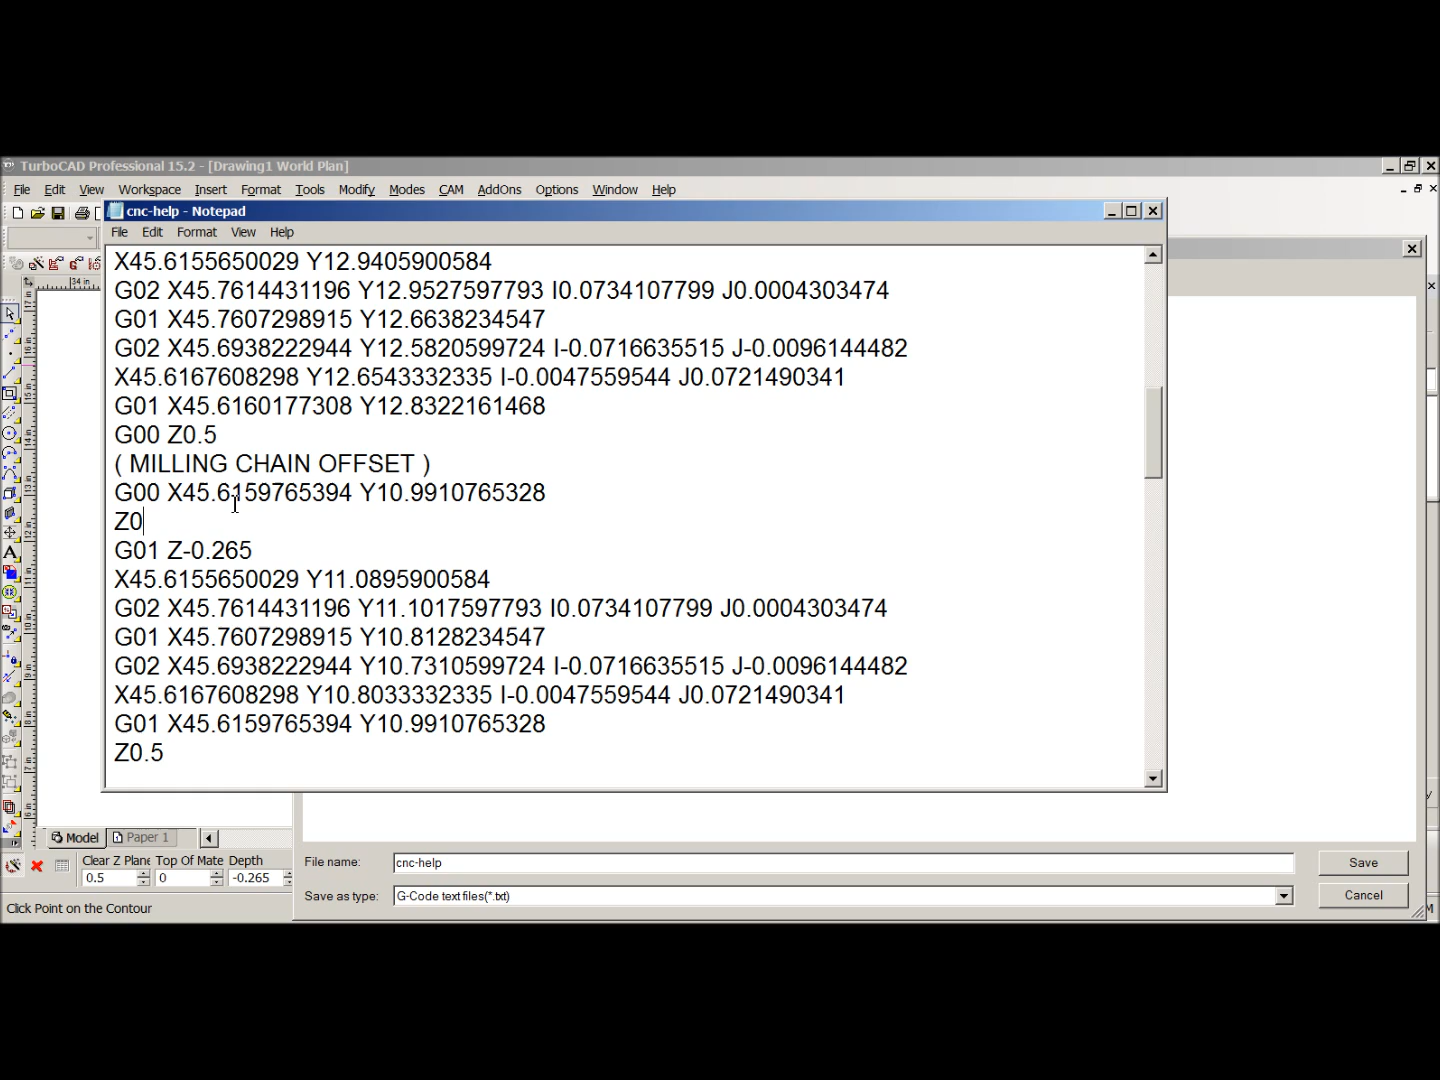 TurboCAD Professional 15.2 - [Drawing1 World Plan]
File Edit View Workspace Insert Format Tools Modify Modes CAM AddOns Options Window Help
cnc-help - Notepad
File Edit Format View Help
X45.6155650029 Y12.9405900584
G02 X45.7614431196 Y12.9527597793 I0.0734107799 J0.0004303474
G01 X45.7607298915 Y12.6638234547
G02 X45.6938222944 Y12.5820599724 I-0.0716635515 J-0.0096144482
X45.6167608298 Y12.6543332335 I-0.0047559544 J0.0721490341
G01 X45.6160177308 Y12.8322161468
G00 Z0.5
( MILLING CHAIN OFFSET )
G00 X45.6159765394 Y10.9910765328
Z0
G01 Z-0.265
X45.6155650029 Y11.0895900584
G02 X45.7614431196 Y11.1017597793 I0.0734107799 J0.0004303474
G01 X45.7607298915 Y10.8128234547
G02 X45.6938222944 Y10.7310599724 I-0.0716635515 J-0.0096144482
X45.6167608298 Y10.8033332335 I-0.0047559544 J0.0721490341
G01 X45.6159765394 Y10.9910765328
Z0.5
34 in
Model Paper 1
Clear Z Plane Top Of Mate Depth
0.5 0 -0.265
Click Point on the Contour
File name: cnc-help Save
Save as type: G-Code text files(*.txt) Cancel